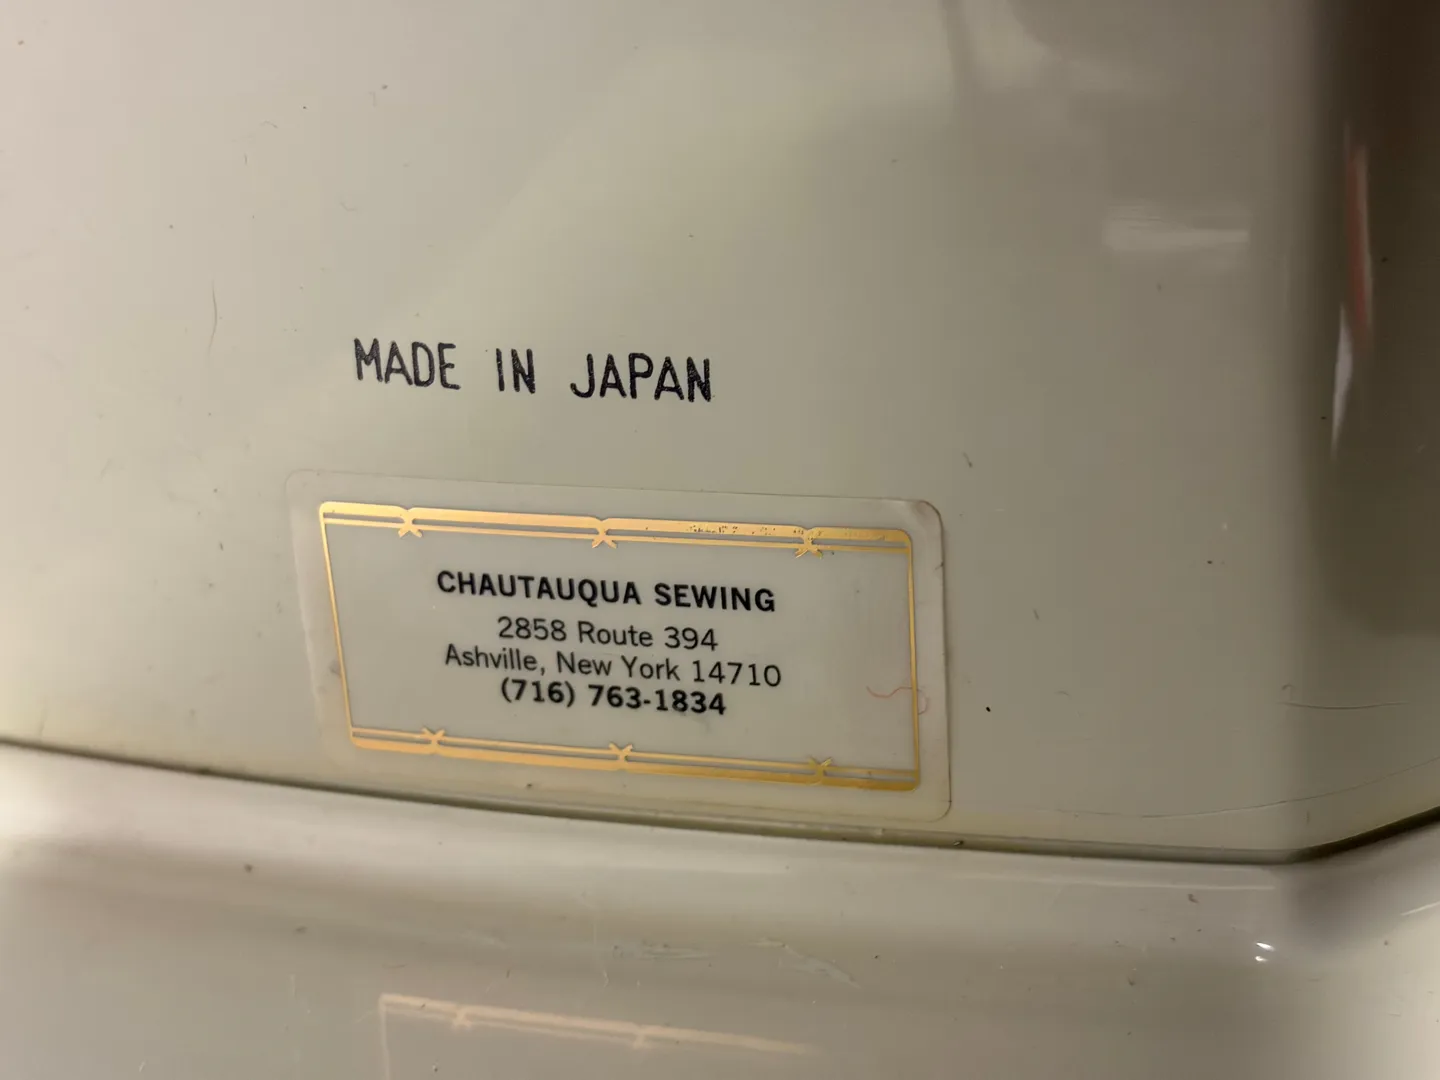 MADE IN JAPAN
CHAUTAUQUA SEWING
2858 Route 394
Ashville, New York 14710
(716) 763-1834